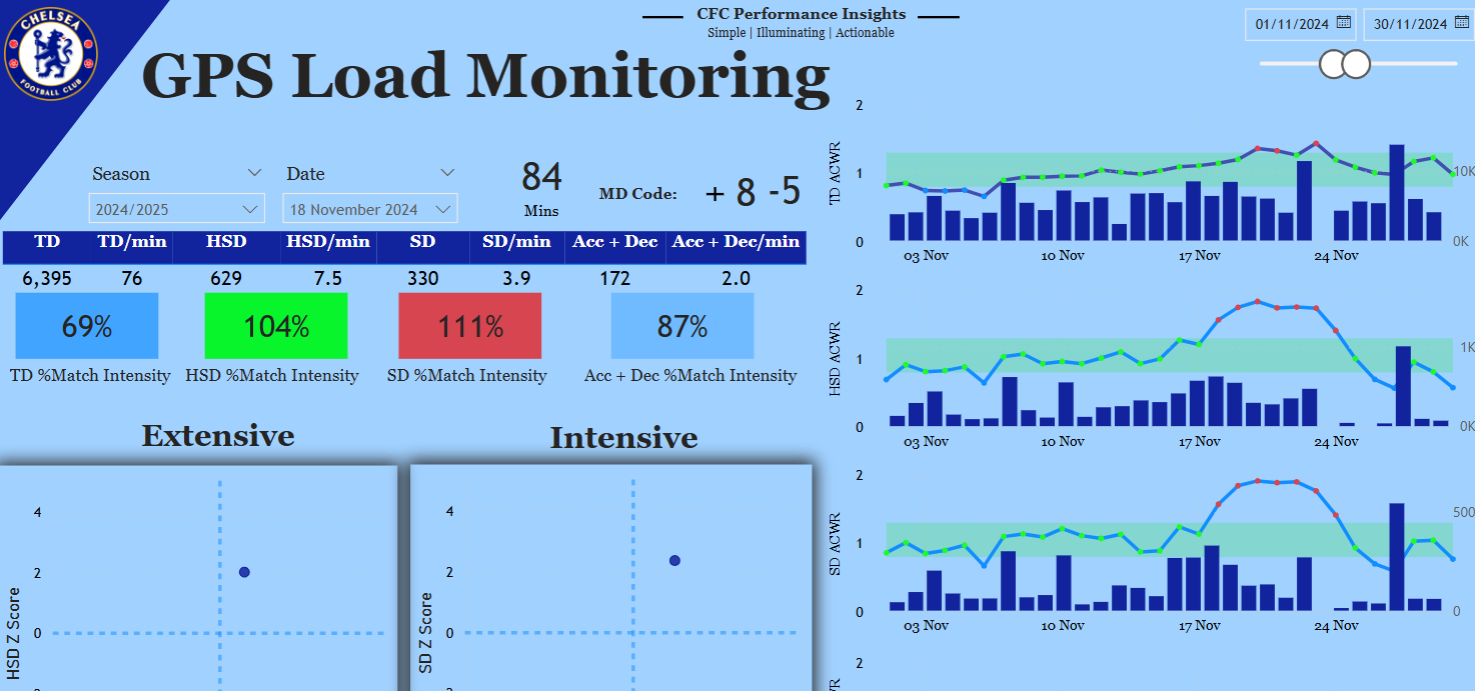 CHELSEA
FOOTBALL CLUB
CFC Performance Insights
Simple | Illuminating | Actionable
01/11/2024
30/11/2024
GPS Load Monitoring
Season
2024/2025
Date
18 November 2024
84
Mins
MD Code:
+ 8 -5
TD TD/min HSD HSD/min SD SD/min Acc + Dec Acc + Dec/min
6,395 76 629 7.5 330 3.9 172 2.0
69% 104% 111% 87%
TD %Match Intensity HSD %Match Intensity SD %Match Intensity Acc + Dec %Match Intensity
Extensive
HSD Z Score
4
2
0
Intensive
SD Z Score
4
2
0
TD ACWR
2
1
0
10K
0K
03 Nov 10 Nov 17 Nov 24 Nov
HSD ACWR
2
1
0
1K
0K
03 Nov 10 Nov 17 Nov 24 Nov
SD ACWR
2
1
0
500
0
03 Nov 10 Nov 17 Nov 24 Nov
2